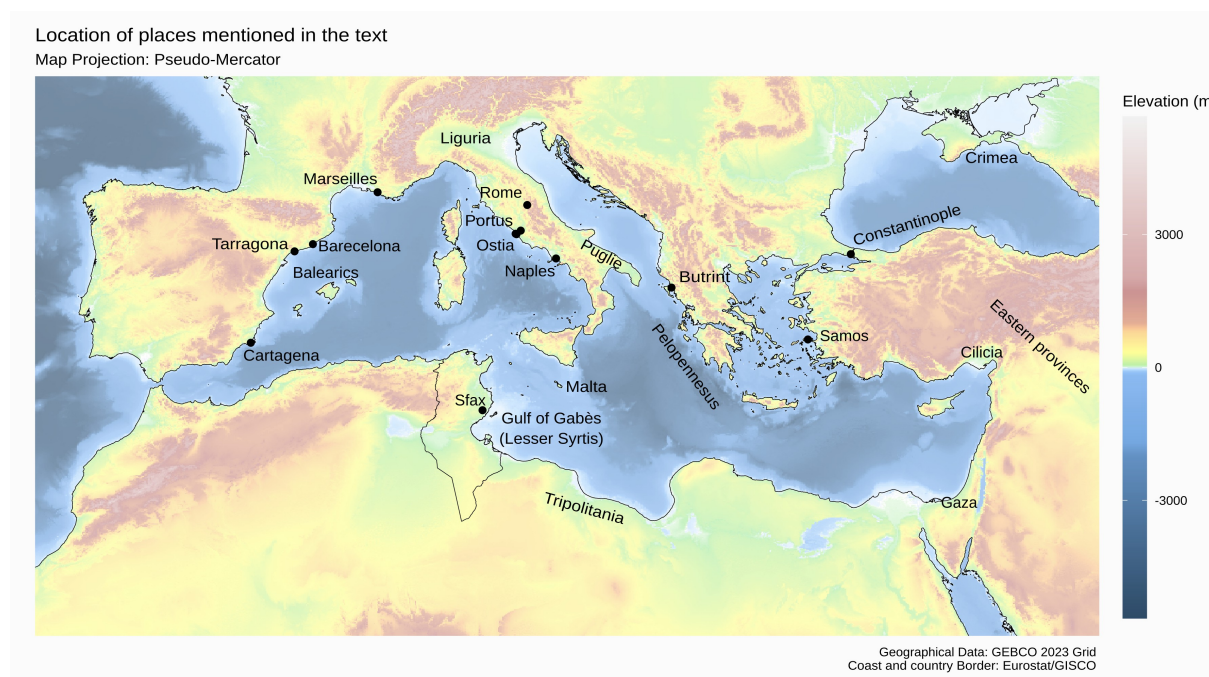 Location of places mentioned in the text
Map Projection: Pseudo-Mercator
Elevation (m
Liguria
Crimea
Marseilles
Rome
Portus
Constantinople
Tarragona
Barecelona
Ostia
Puglie
3000
Balearics
Naples
Butrint
Eastern provinces
Samos
Pelopennesus
Cartagena
Cilicia
0
Malta
Sfax
Gulf of Gabès
(Lesser Syrtis)
Tripolitania
Gaza
-3000
Geographical Data: GEBCO 2023 Grid
Coast and country Border: Eurostat/GISCO